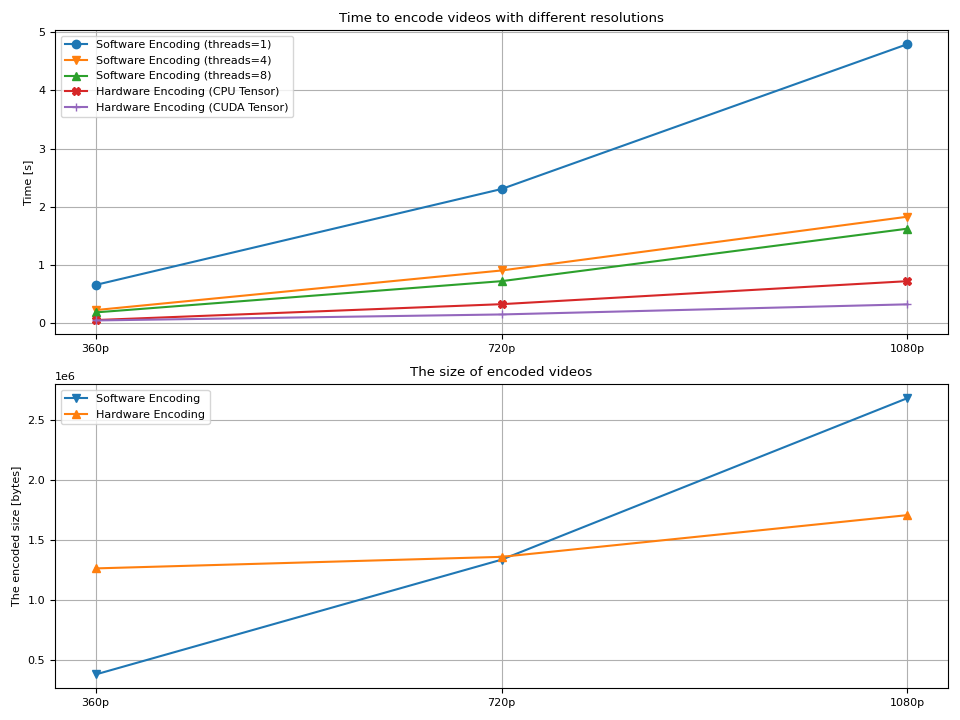 Time to encode videos with different resolutions
5
4
3
2
1
0
Time [s]
Software Encoding (threads=1)
Software Encoding (threads=4)
Software Encoding (threads=8)
Hardware Encoding (CPU Tensor)
Hardware Encoding (CUDA Tensor)
360p 720p 1080p
The size of encoded videos
1e6
2.5
2.0
1.5
1.0
0.5
The encoded size [bytes]
Software Encoding
Hardware Encoding
360p 720p 1080p